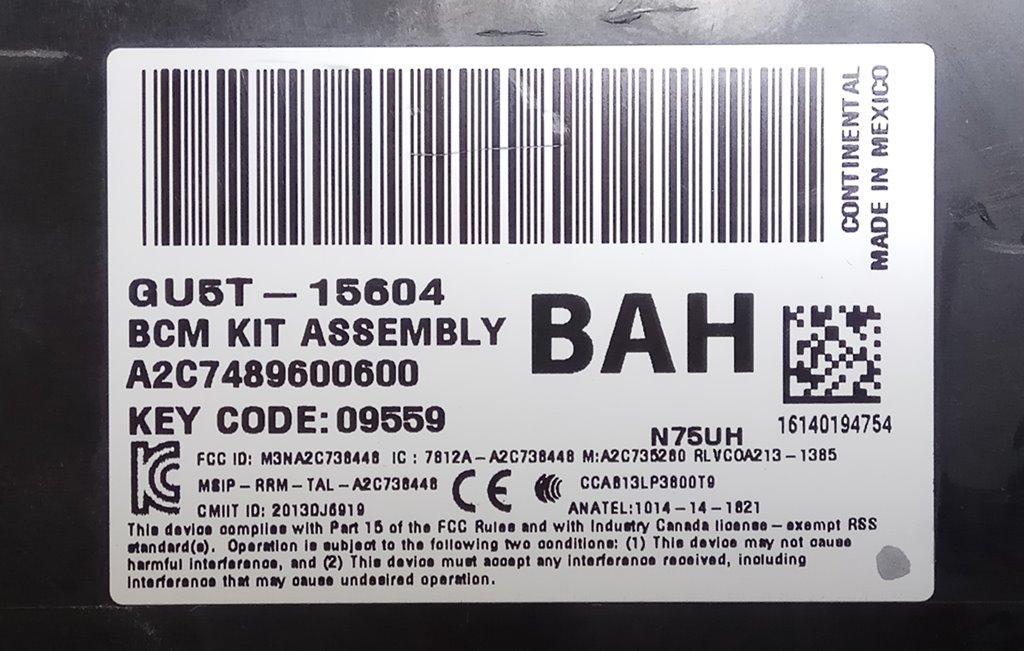 CONTINENTAL
MADE IN MEXICO
GU5T – 15604
BCM KIT ASSEMBLY
BAH
A2C7489600600
KEY CODE: 09559
16140194754
N75UH
FCC ID: M3NA2C738448 IC : 7812A–A2C738448 M:A2C735280 RLVCOA213–1385
MSIP–RRM–TAL–A2C738448 CE CCAB13LP3800T9
CMIIT ID: 2013DJ6919 ANATEL:1014–14–1821
This device complies with Part 15 of the FCC Rules and with Industry Canada license – exempt RSS
standard(s). Operation is subject to the following two conditions: (1) This device may not cause
harmful interference, and (2) This device must accept any interference received, including
interference that may cause undesired operation.